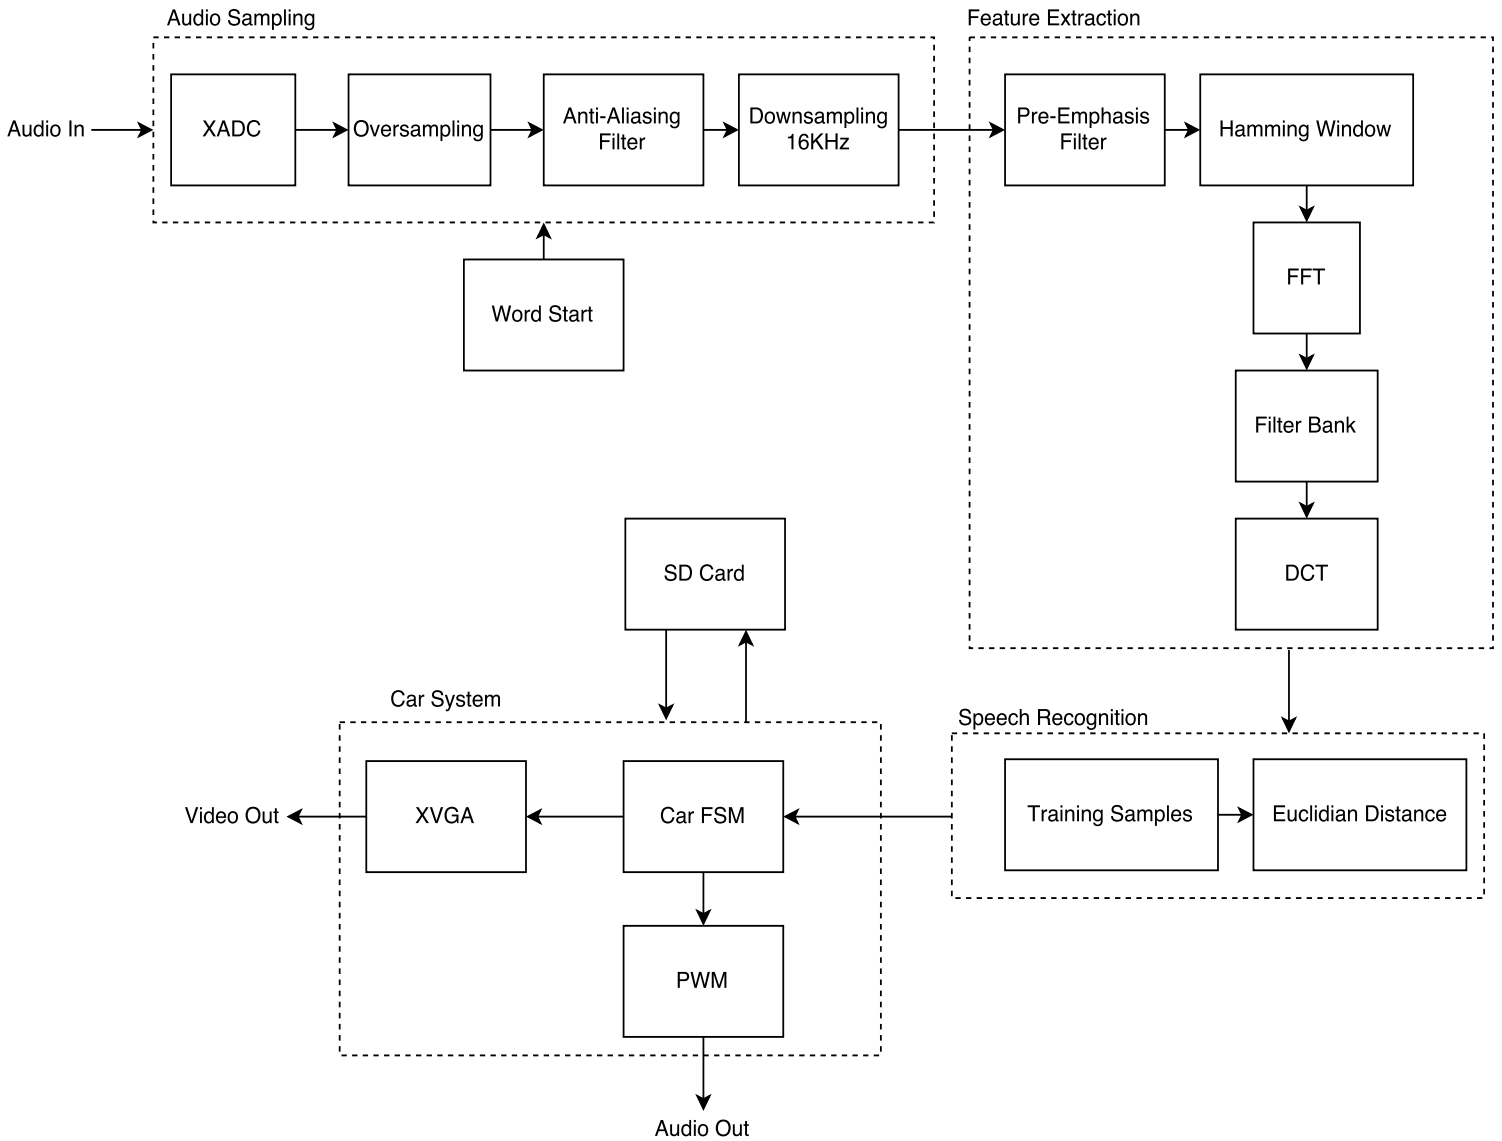 Audio Sampling
Feature Extraction
Audio In
XADC
Oversampling
Anti-Aliasing
Filter
Downsampling
16KHz
Pre-Emphasis
Filter
Hamming Window
Word Start
FFT
Filter Bank
DCT
SD Card
Car System
Speech Recognition
Video Out
XVGA
Car FSM
Training Samples
Euclidian Distance
PWM
Audio Out